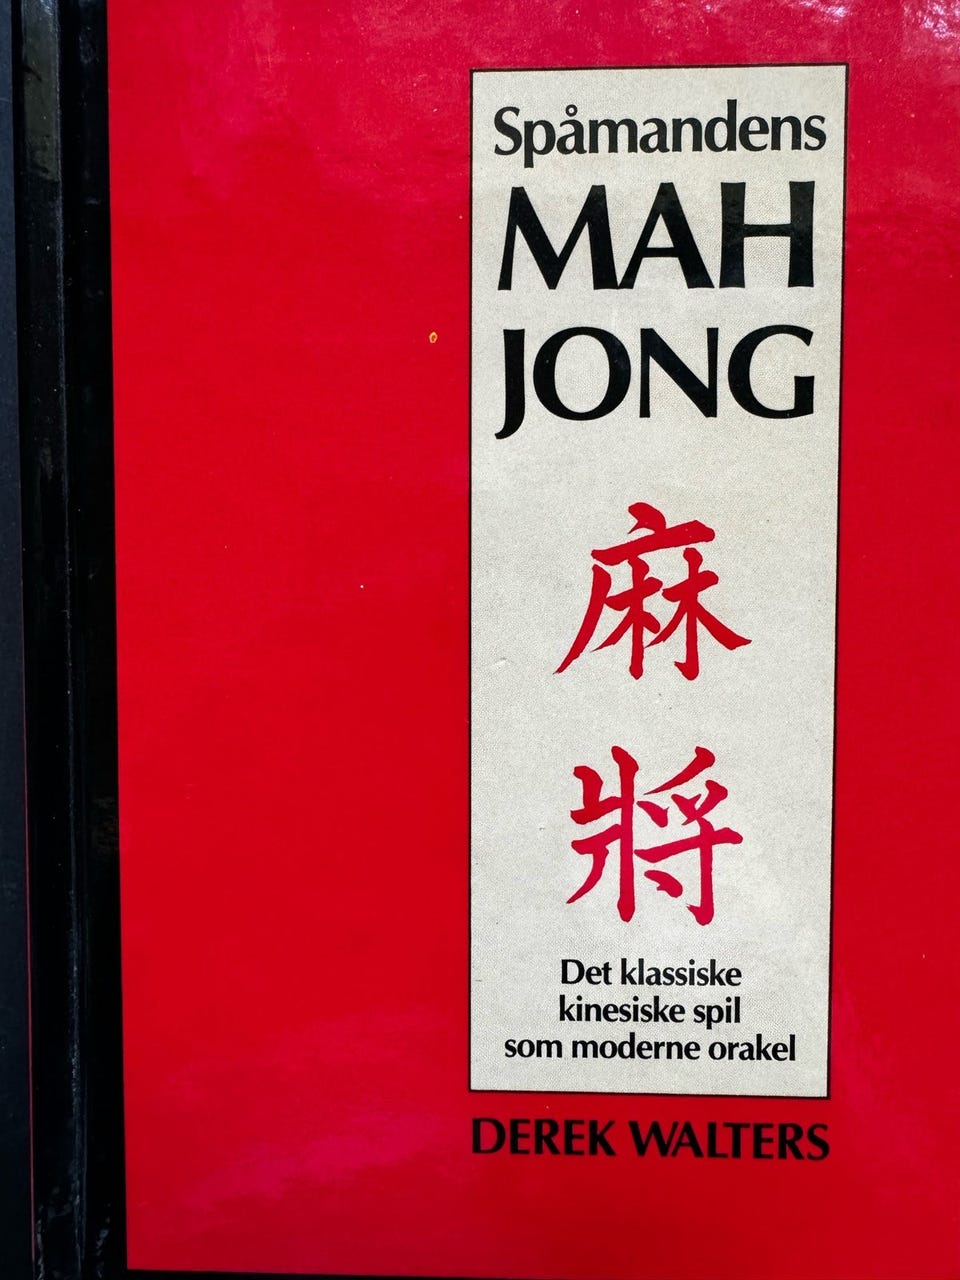 Spåmandens
MAH
JONG
麻
將
Det klassiske
kinesiske spil
som moderne orakel
DEREK WALTERS